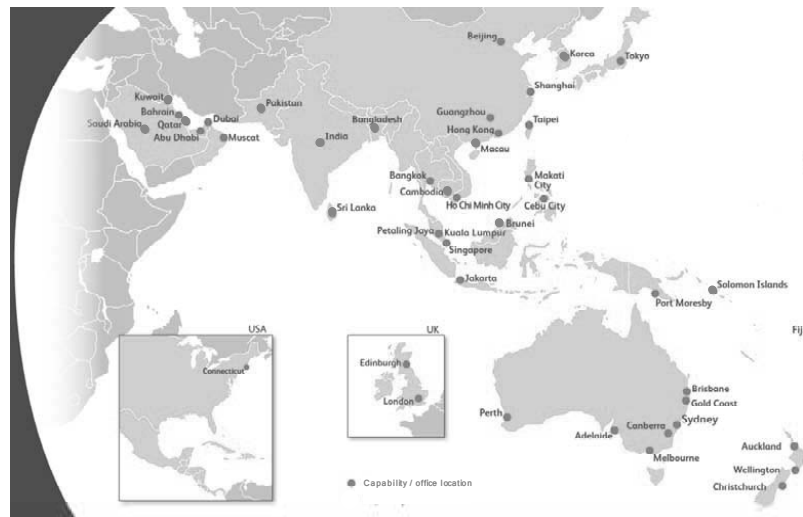 Beijing
Korea
Tokyo
Shanghai
Kuwait
Bahrain
Saudi Arabia
Qatar
Dubai
Abu Dhabi
Muscat
Pakistan
India
Bangladesh
Guangzhou
Hong Kong
Macau
Taipei
Bangkok
Cambodia
Ho Chi Minh City
Makati
City
Cebu City
Sri Lanka
Petaling Jaya
Kuala Lumpur
Singapore
Brunei
Jakarta
Solomon Islands
Port Moresby
Fij
USA
Connecticut
UK
Edinburgh
London
Perth
Adelaide
Canberra
Melbourne
Brisbane
Gold Coast
Sydney
Auckland
Wellington
Christchurch
Capability / office location